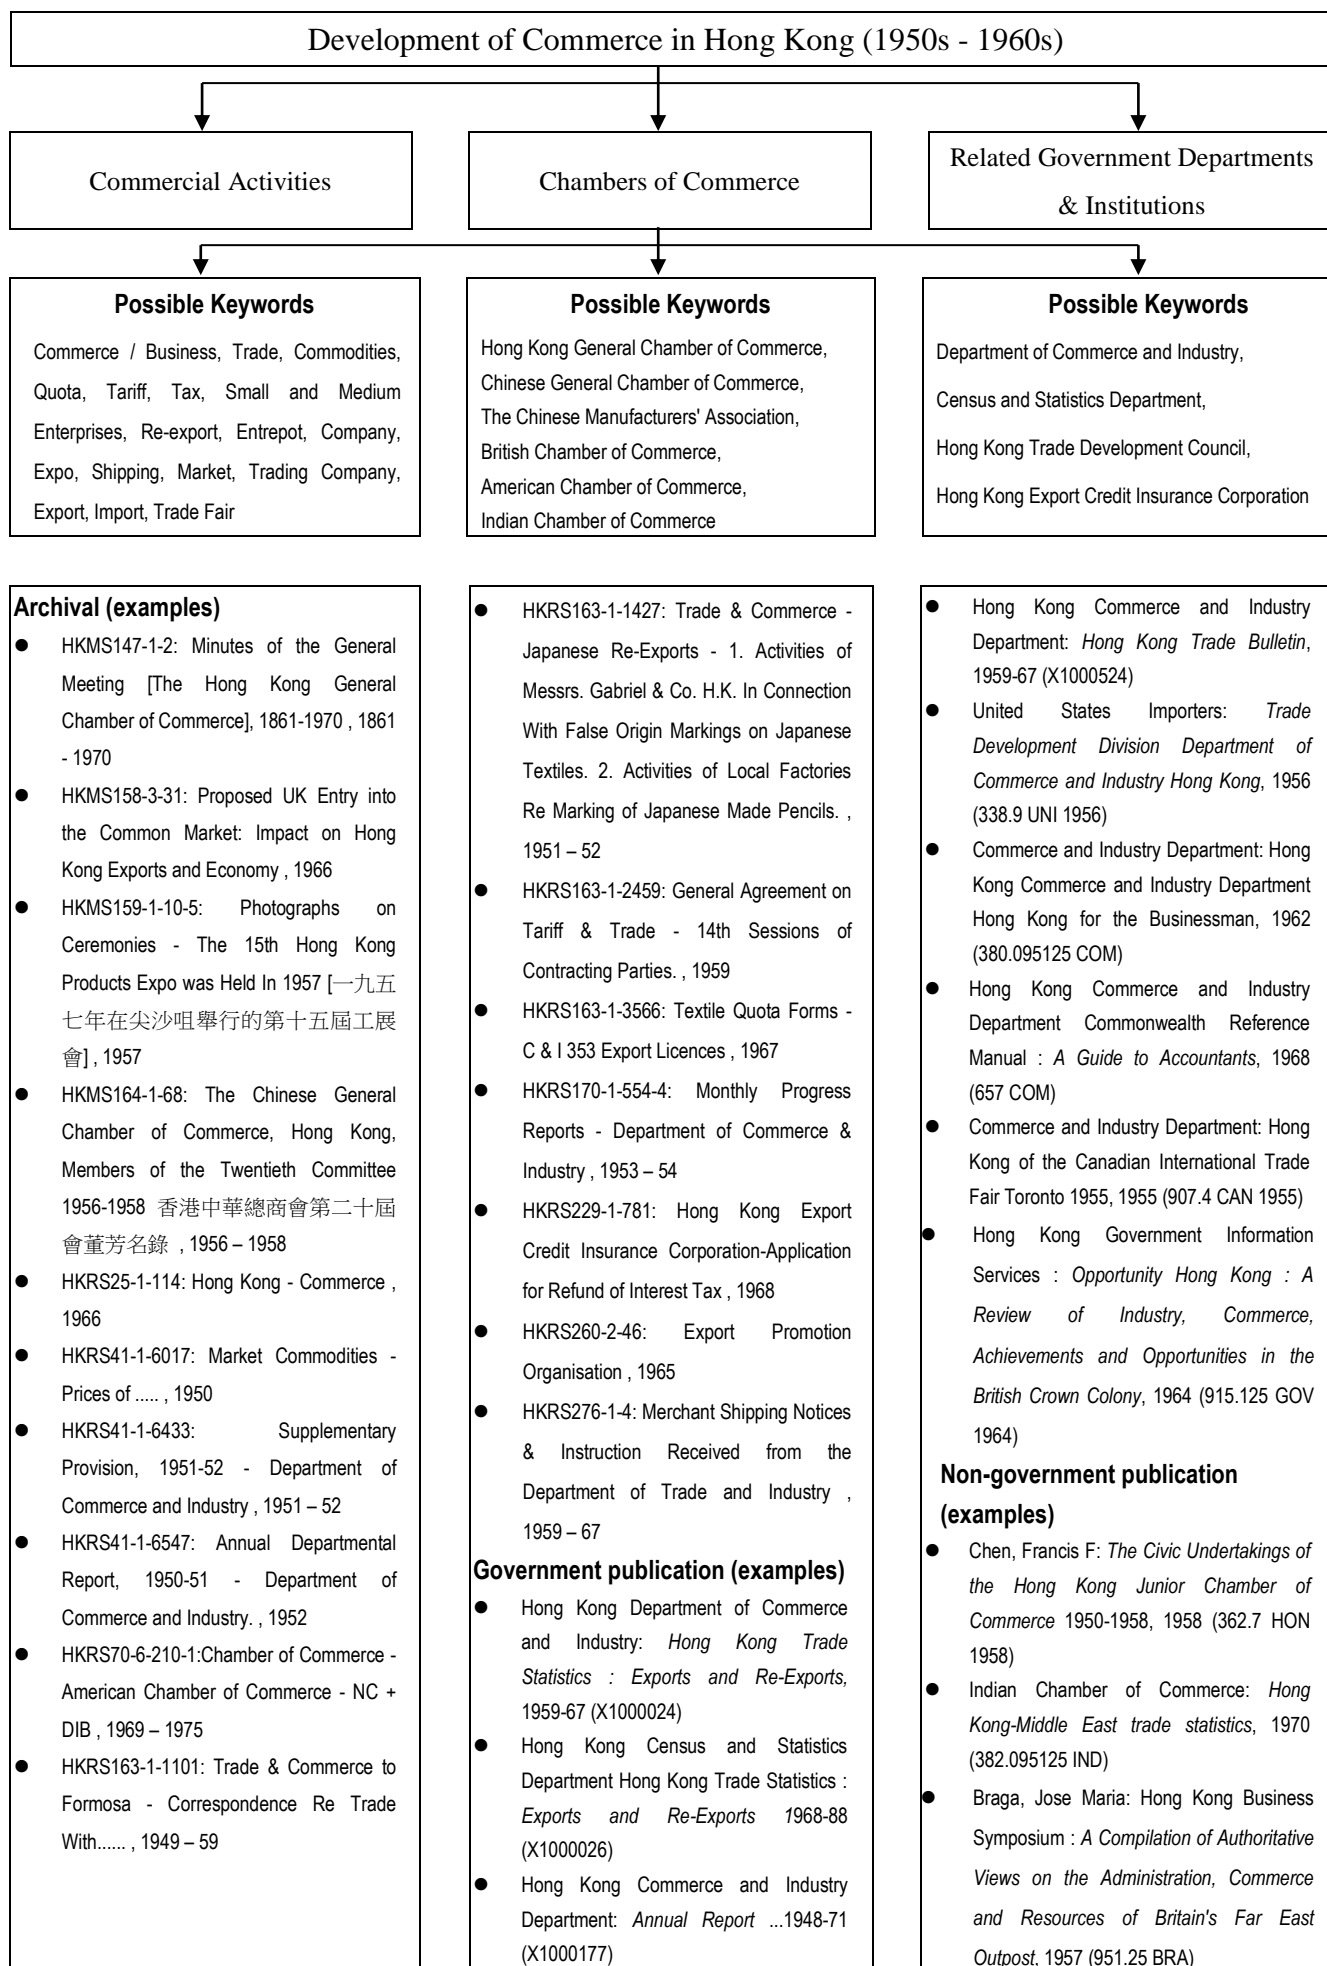 Development of Commerce in Hong Kong (1950s - 1960s)
Commercial Activities
Chambers of Commerce
Related Government Departments
& Institutions
Possible Keywords
Commerce / Business, Trade, Commodities,
Quota, Tariff, Tax, Small and Medium
Enterprises, Re-export, Entrepot, Company,
Expo, Shipping, Market, Trading Company,
Export, Import, Trade Fair
Possible Keywords
Hong Kong General Chamber of Commerce,
Chinese General Chamber of Commerce,
The Chinese Manufacturers' Association,
British Chamber of Commerce,
American Chamber of Commerce,
Indian Chamber of Commerce
Possible Keywords
Department of Commerce and Industry,
Census and Statistics Department,
Hong Kong Trade Development Council,
Hong Kong Export Credit Insurance Corporation
Archival (examples)
● HKMS147-1-2: Minutes of the General
Meeting [The Hong Kong General
Chamber of Commerce], 1861-1970 , 1861
- 1970
● HKMS158-3-31: Proposed UK Entry into
the Common Market: Impact on Hong
Kong Exports and Economy , 1966
● HKMS159-1-10-5: Photographs on
Ceremonies - The 15th Hong Kong
Products Expo was Held In 1957 [一九五
七年在尖沙咀舉行的第十五屆工展
會] , 1957
● HKMS164-1-68: The Chinese General
Chamber of Commerce, Hong Kong,
Members of the Twentieth Committee
1956-1958 香港中華總商會第二十屆
會董芳名錄 , 1956 – 1958
● HKRS25-1-114: Hong Kong - Commerce ,
1966
● HKRS41-1-6017: Market Commodities -
Prices of ..... , 1950
● HKRS41-1-6433: Supplementary
Provision, 1951-52 - Department of
Commerce and Industry , 1951 – 52
● HKRS41-1-6547: Annual Departmental
Report, 1950-51 - Department of
Commerce and Industry. , 1952
● HKRS70-6-210-1:Chamber of Commerce -
American Chamber of Commerce - NC +
DIB , 1969 – 1975
● HKRS163-1-1101: Trade & Commerce to
Formosa - Correspondence Re Trade
With...... , 1949 – 59
● HKRS163-1-1427: Trade & Commerce -
Japanese Re-Exports - 1. Activities of
Messrs. Gabriel & Co. H.K. In Connection
With False Origin Markings on Japanese
Textiles. 2. Activities of Local Factories
Re Marking of Japanese Made Pencils. ,
1951 – 52
● HKRS163-1-2459: General Agreement on
Tariff & Trade - 14th Sessions of
Contracting Parties. , 1959
● HKRS163-1-3566: Textile Quota Forms -
C & I 353 Export Licences , 1967
● HKRS170-1-554-4: Monthly Progress
Reports - Department of Commerce &
Industry , 1953 – 54
● HKRS229-1-781: Hong Kong Export
Credit Insurance Corporation-Application
for Refund of Interest Tax , 1968
● HKRS260-2-46: Export Promotion
Organisation , 1965
● HKRS276-1-4: Merchant Shipping Notices
& Instruction Received from the
Department of Trade and Industry ,
1959 – 67
Government publication (examples)
● Hong Kong Department of Commerce
and Industry: Hong Kong Trade
Statistics : Exports and Re-Exports,
1959-67 (X1000024)
● Hong Kong Census and Statistics
Department Hong Kong Trade Statistics :
Exports and Re-Exports 1968-88
(X1000026)
● Hong Kong Commerce and Industry
Department: Annual Report ...1948-71
(X1000177)
● Hong Kong Commerce and Industry
Department: Hong Kong Trade Bulletin,
1959-67 (X1000524)
● United States Importers: Trade
Development Division Department of
Commerce and Industry Hong Kong, 1956
(338.9 UNI 1956)
● Commerce and Industry Department: Hong
Kong Commerce and Industry Department
Hong Kong for the Businessman, 1962
(380.095125 COM)
● Hong Kong Commerce and Industry
Department Commonwealth Reference
Manual : A Guide to Accountants, 1968
(657 COM)
● Commerce and Industry Department: Hong
Kong of the Canadian International Trade
Fair Toronto 1955, 1955 (907.4 CAN 1955)
● Hong Kong Government Information
Services : Opportunity Hong Kong : A
Review of Industry, Commerce,
Achievements and Opportunities in the
British Crown Colony, 1964 (915.125 GOV
1964)
Non-government publication
(examples)
● Chen, Francis F: The Civic Undertakings of
the Hong Kong Junior Chamber of
Commerce 1950-1958, 1958 (362.7 HON
1958)
● Indian Chamber of Commerce: Hong
Kong-Middle East trade statistics, 1970
(382.095125 IND)
● Braga, Jose Maria: Hong Kong Business
Symposium : A Compilation of Authoritative
Views on the Administration, Commerce
and Resources of Britain's Far East
Outpost, 1957 (951.25 BRA)